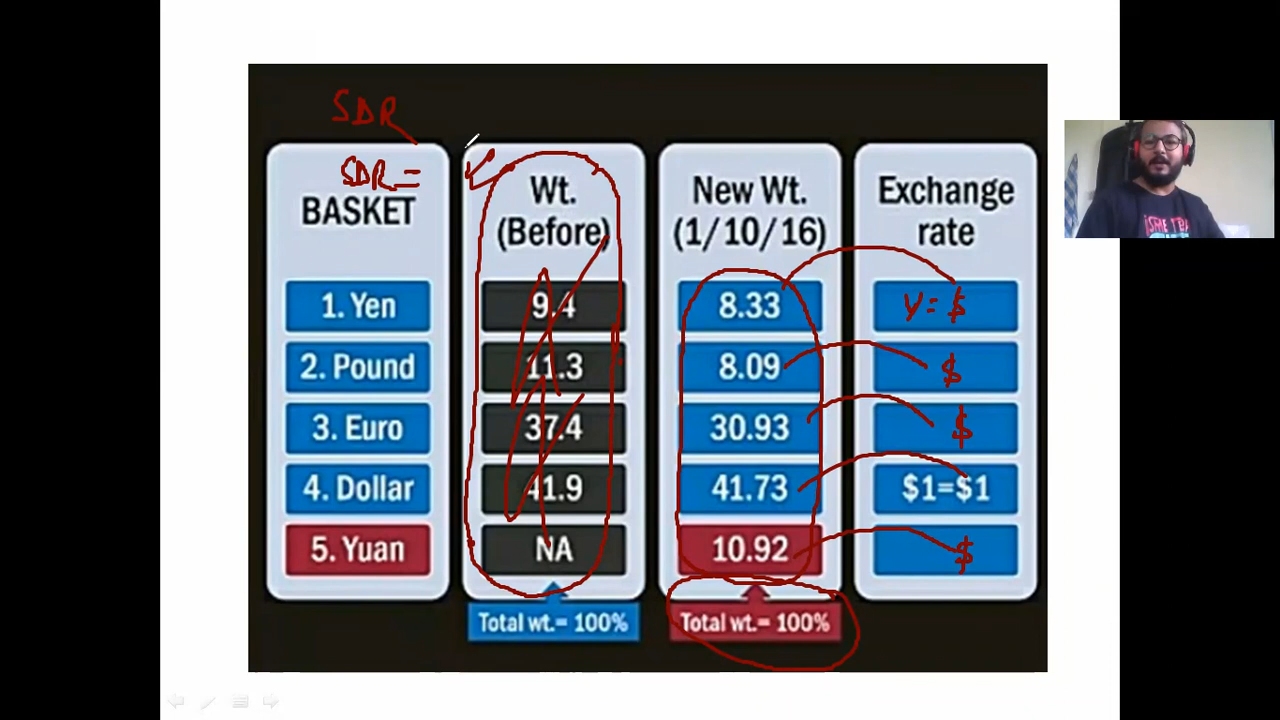 SDR
SDR =
BASKET
1. Yen
2. Pound
3. Euro
4. Dollar
5. Yuan
Wt.
(Before)
9.4
11.3
37.4
41.9
NA
Total wt.= 100%
New Wt.
(1/10/16)
8.33
8.09
30.93
41.73
10.92
Total wt.= 100%
Exchange
rate
Y = $
$
$
$1=$1
$